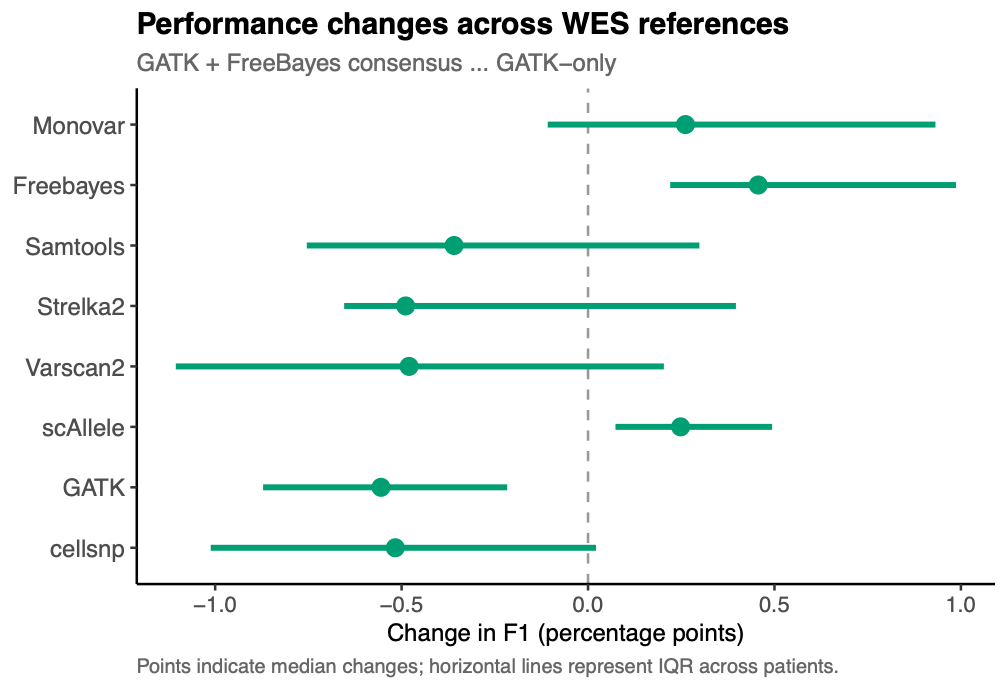 Performance changes across WES references
GATK + FreeBayes consensus ... GATK−only
Monovar
Freebayes
Samtools
Strelka2
Varscan2
scAllele
GATK
cellsnp
−1.0 −0.5 0.0 0.5 1.0
Change in F1 (percentage points)
Points indicate median changes; horizontal lines represent IQR across patients.